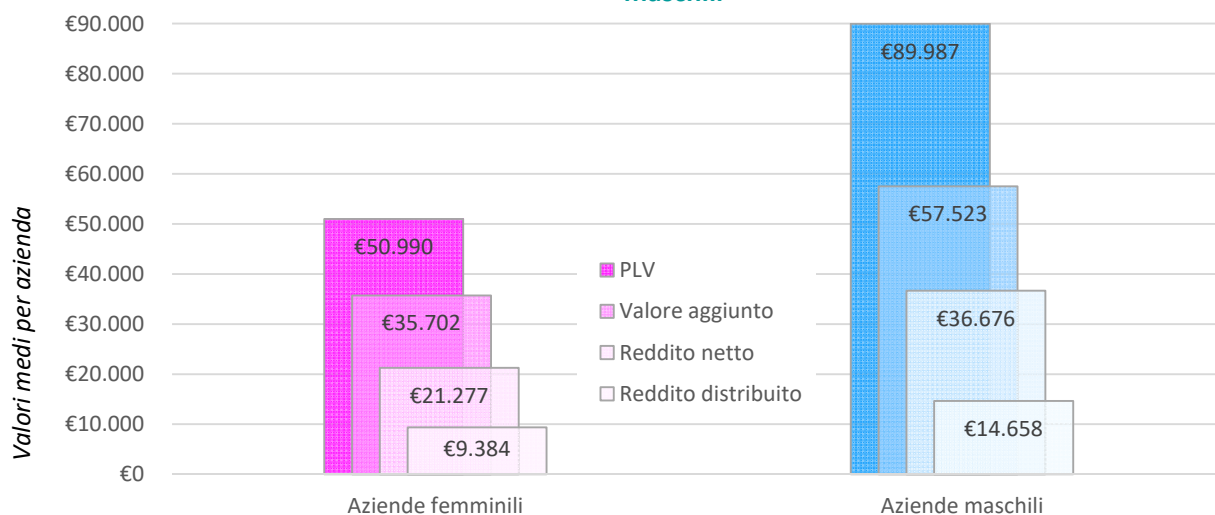 maschili
€90.000
€80.000
€70.000
€60.000
€50.000
€40.000
€30.000
€20.000
€10.000
€0
Valori medi per azienda
€50.990
€35.702
€21.277
€9.384
PLV
Valore aggiunto
Reddito netto
Reddito distribuito
€89.987
€57.523
€36.676
€14.658
Aziende femminili
Aziende maschili